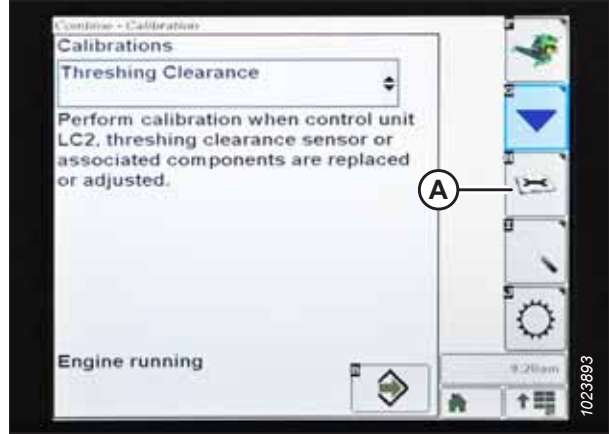 Combine - Calibration
Calibrations
Threshing Clearance
Perform calibration when control unit
LC2, threshing clearance sensor or
associated components are replaced
or adjusted.
A
Engine running
9:20am
1023893